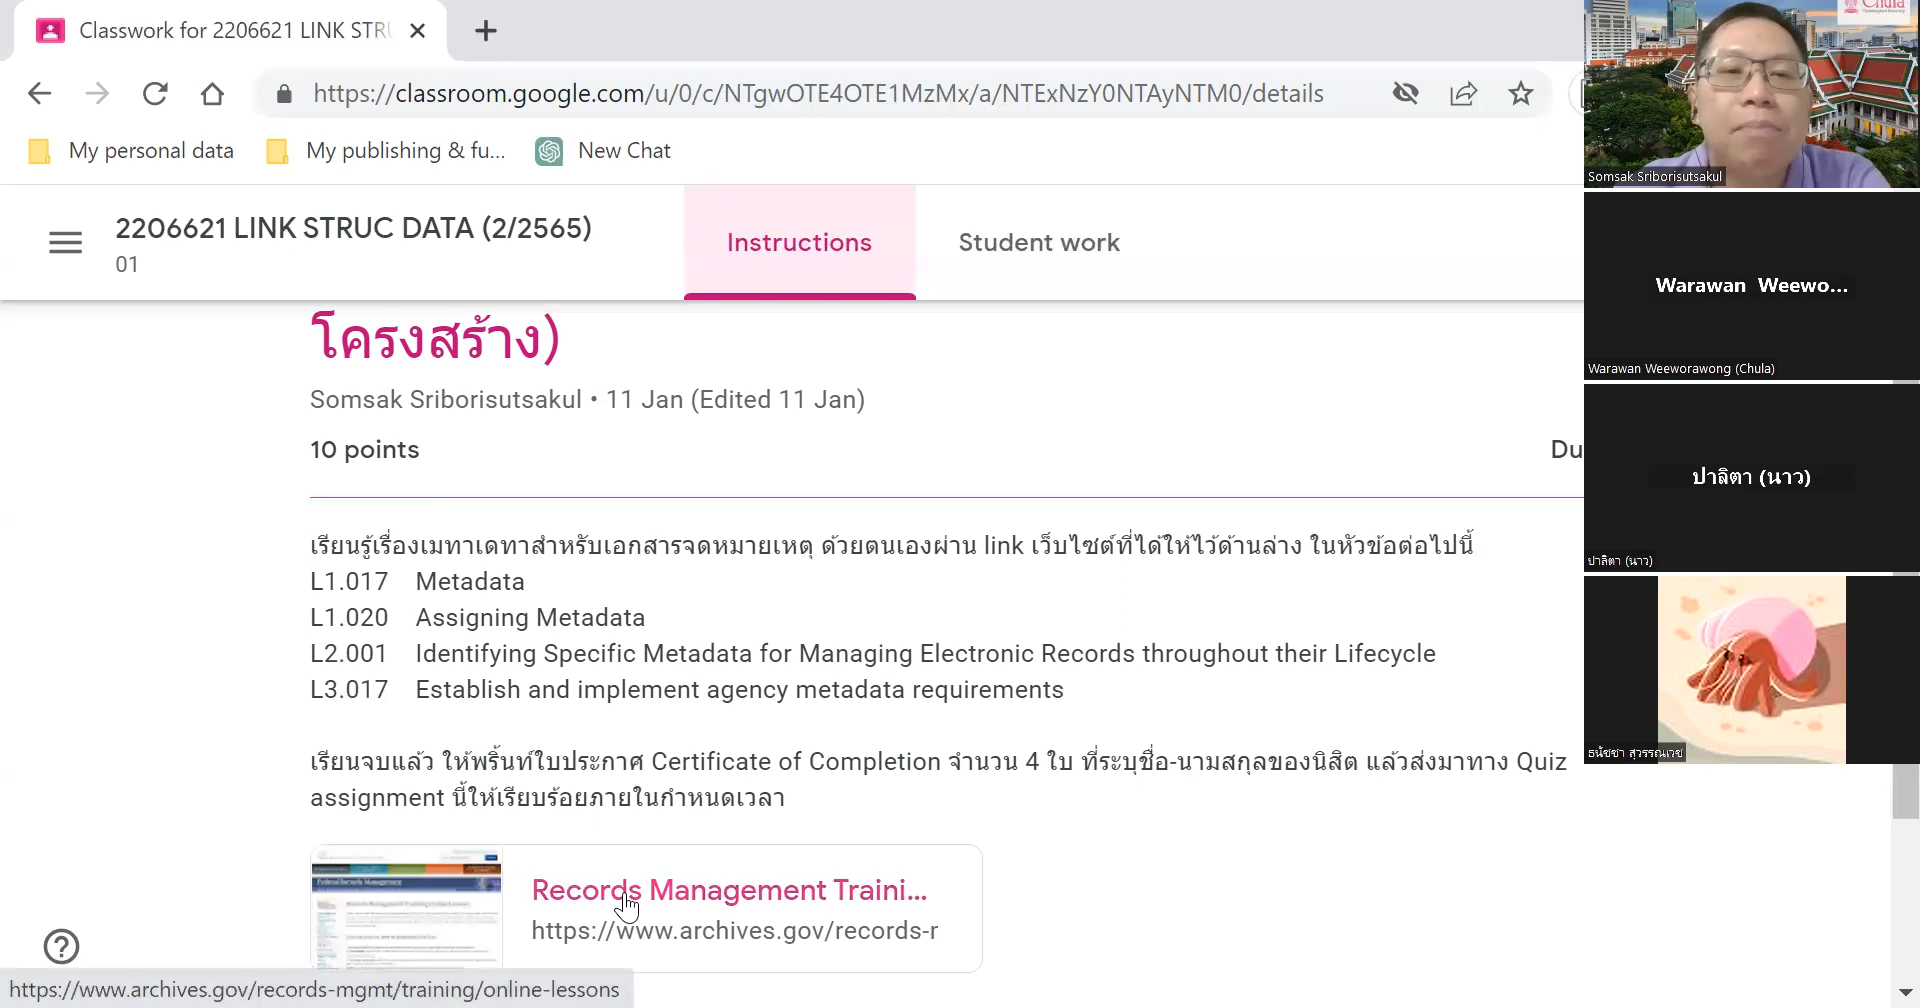 Classwork for 2206621 LINK STRU
https://classroom.google.com/u/0/c/NTgwOTE4OTE1MzMx/a/NTExNzY0NTAyNTM0/details
My personal data
My publishing & fu...
New Chat
2206621 LINK STRUC DATA (2/2565)
01
Instructions
Student work
โครงสร้าง)
Somsak Sriborisutsakul • 11 Jan (Edited 11 Jan)
10 points
Du
เรียนรู้เรื่องเมทาเดทาสำหรับเอกสารจดหมายเหตุ ด้วยตนเองผ่าน link เว็บไซต์ที่ได้ให้ไว้ด้านล่าง ในหัวข้อต่อไปนี้
L1.017 Metadata
L1.020 Assigning Metadata
L2.001 Identifying Specific Metadata for Managing Electronic Records throughout their Lifecycle
L3.017 Establish and implement agency metadata requirements
เรียนจบแล้ว ให้พริ้นท์ใบประกาศ Certificate of Completion จำนวน 4 ใบ ที่ระบุชื่อ-นามสกุลของนิสิต แล้วส่งมาทาง Quiz
assignment นี้ให้เรียบร้อยภายในกำหนดเวลา
Records Management Traini...
https://www.archives.gov/records-r
https://www.archives.gov/records-mgmt/training/online-lessons
Chula
Somsak Sriborisutsakul
Warawan Weewo...
Warawan Weeworawong (Chula)
ปาลิตา (นาว)
ปาลิตา (นาว)
ธนัชชา สุวรรณเวช